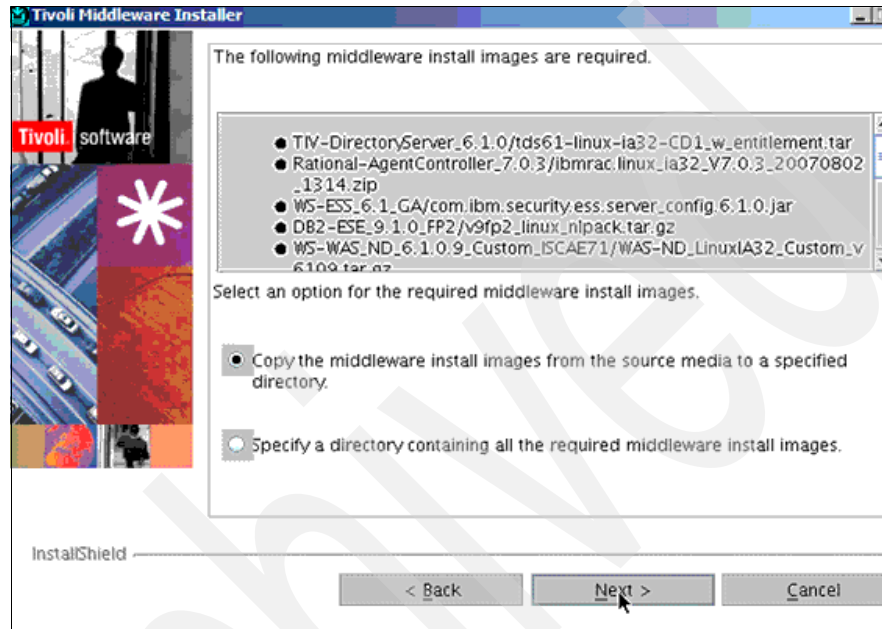 Tivoli Middleware Installer
Tivoli. software
The following middleware install images are required.
TIV-DirectoryServer_6.1.0/tds61-linux-ia32-CD1_w_entitlement.tar
Rational-AgentController_7.0.3/ibmrac.linux_ia32_V7.0.3_20070802
_1314.zip
WS-ESS_6.1_GA/com.ibm.security.ess.server_config.6.1.0.jar
DB2-ESE_9.1.0_FP2/v9fp2_linux_nlpack.tar.gz
WS-WAS_ND_6.1.0.9_Custom_ISCAE71/WAS-ND_LinuxIA32_Custom_v
6109.tar.gz
Select an option for the required middleware install images.
Copy the middleware install images from the source media to a specified
directory.
Specify a directory containing all the required middleware install images.
InstallShield
< Back
Next >
Cancel